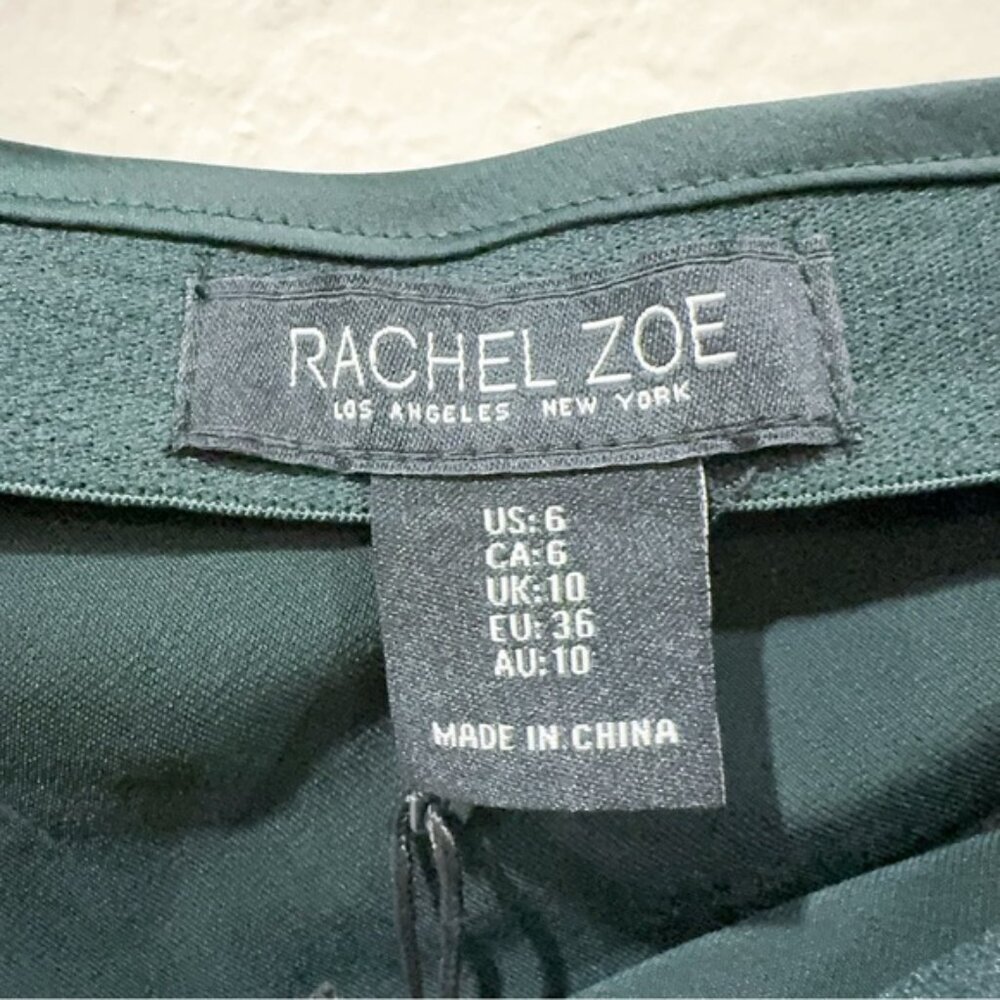 RACHEL ZOE
LOS ANGELES NEW YORK
US: 6
CA: 6
UK: 10
EU: 36
AU: 10
MADE IN CHINA